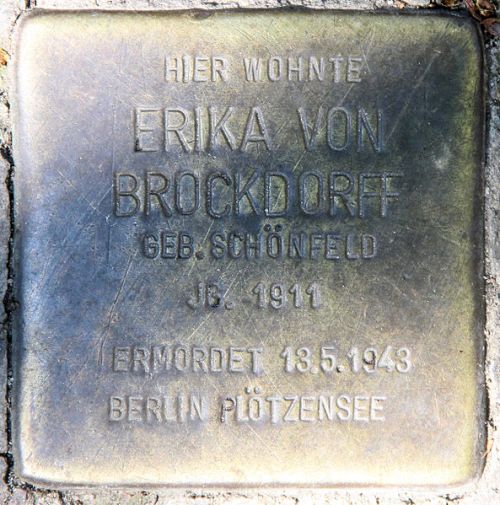 HIER WOHNTE
ERIKA VON
BROCKDORFF
GEB. SCHÖNFELD
JG. 1911
ERMORDET 13.5.1943
BERLIN PLÖTZENSEE